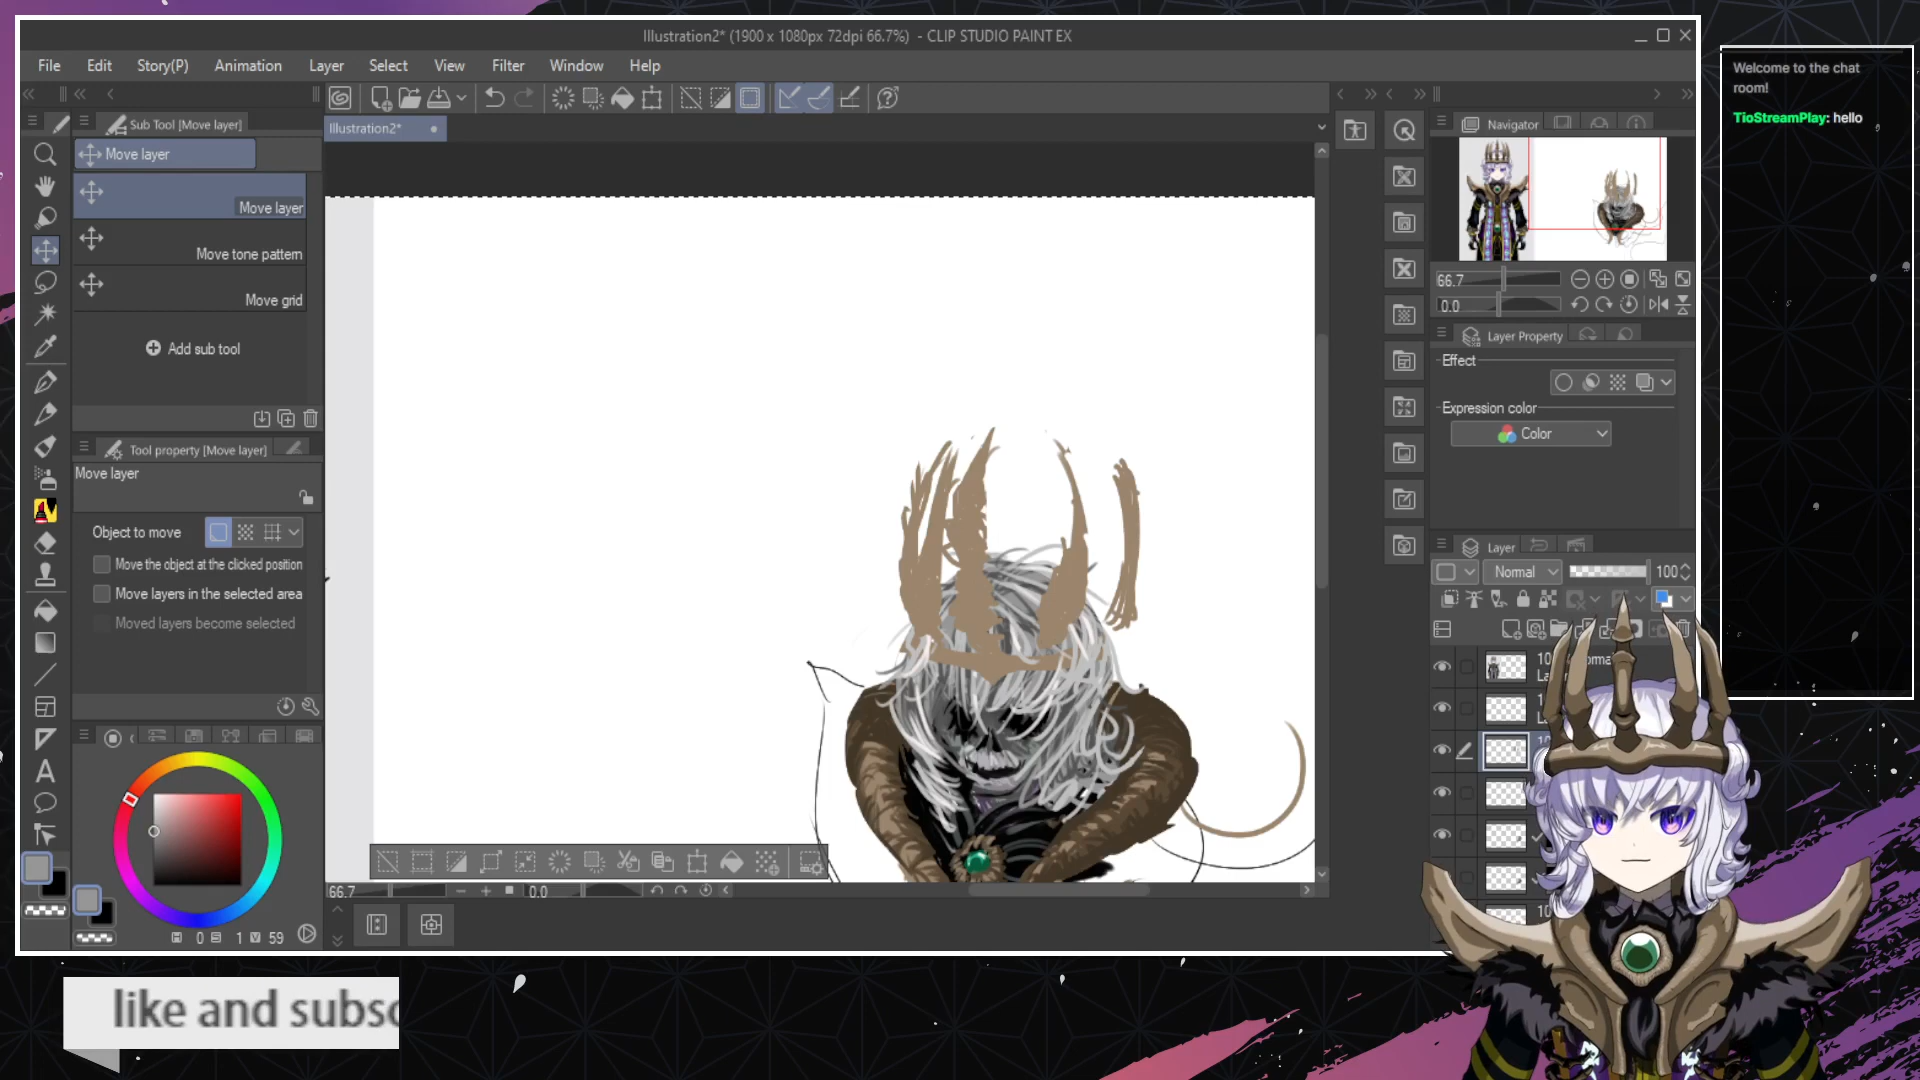 Illustration2* (1900 x 1080px 72dpi 66.7%) - CLIP STUDIO PAINT EX
File Edit Story(P) Animation Layer Select View Filter Window Help
Sub Tool [Move layer]
Illustration2*
Move layer
Move layer
Move tone pattern
Move grid
Add sub tool
Tool property [Move layer]
Move layer
Object to move
Move the object at the clicked position
Move layers in the selected area
Moved layers become selected
0 1 59
66.7 0.0
Navigator
66.7
0.0
Layer Property
Effect
Expression color
Color
Layer
Normal 100
Welcome to the chat
room!
TioStreamPlay: hello
like and subsc